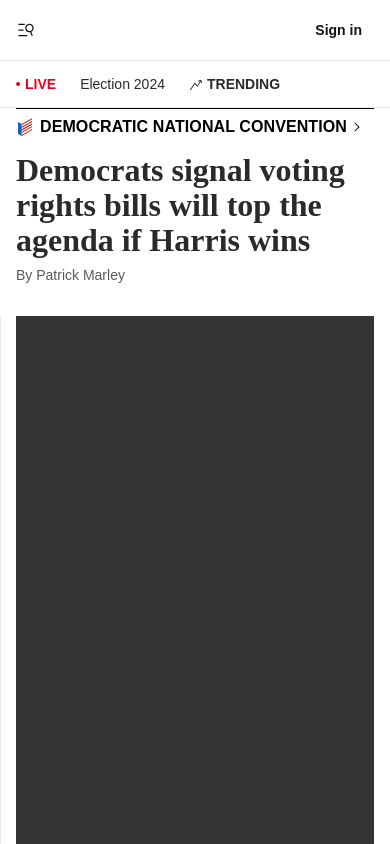 Sign in
LIVE
Election 2024
TRENDING
DEMOCRATIC NATIONAL CONVENTION
Democrats signal voting
rights bills will top the
agenda if Harris wins
By Patrick Marley